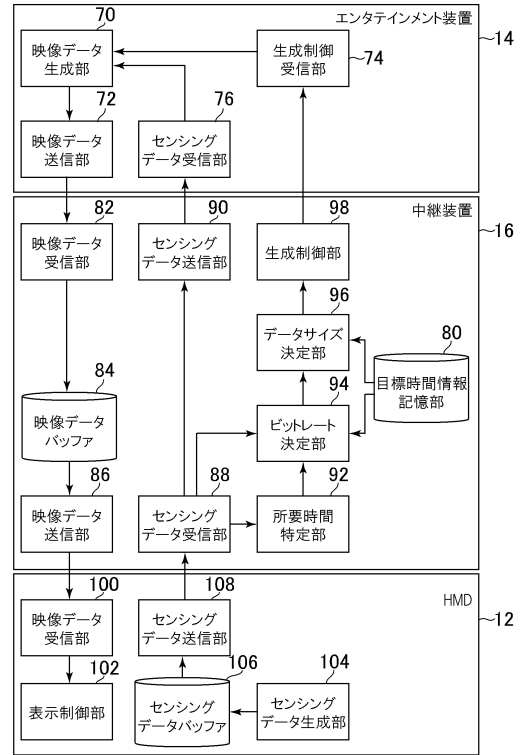 エンタテインメント装置
14
70
映像データ
生成部
生成制御
受信部
74
72
映像データ
送信部
76
センシング
データ受信部
中継装置
16
82
映像データ
受信部
90
センシング
データ送信部
98
生成制御部
96
データサイズ
決定部
80
目標時間情報
記憶部
84
映像データ
バッファ
94
ビットレート
決定部
86
映像データ
送信部
88
センシング
データ受信部
92
所要時間
特定部
HMD
12
100
映像データ
受信部
108
センシング
データ送信部
102
表示制御部
106
センシング
データバッファ
104
センシング
データ生成部